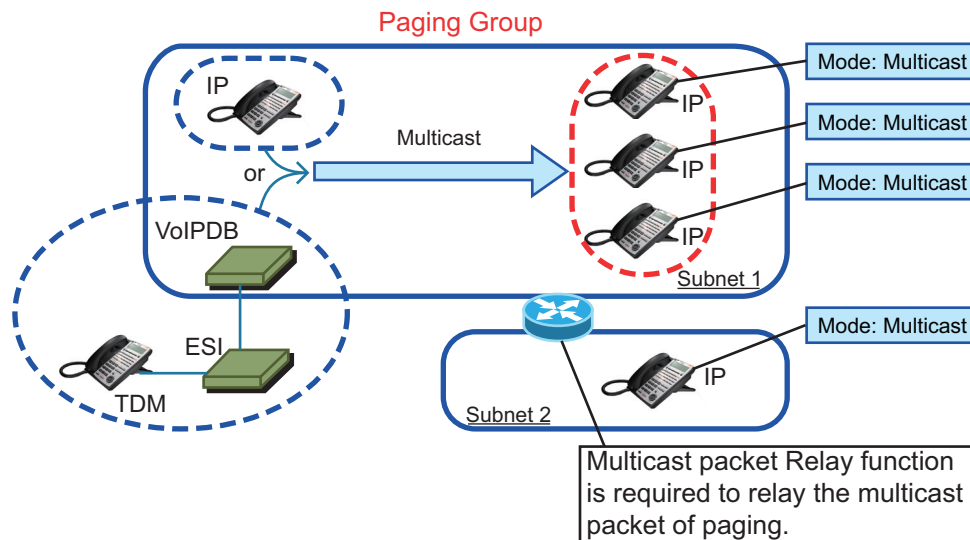 Paging Group
IP
Mode: Multicast
IP
Multicast
Mode: Multicast
or
IP
Mode: Multicast
VoIPDB
IP
Subnet 1
Mode: Multicast
ESI
IP
TDM
Subnet 2
Multicast packet Relay function
is required to relay the multicast
packet of paging.